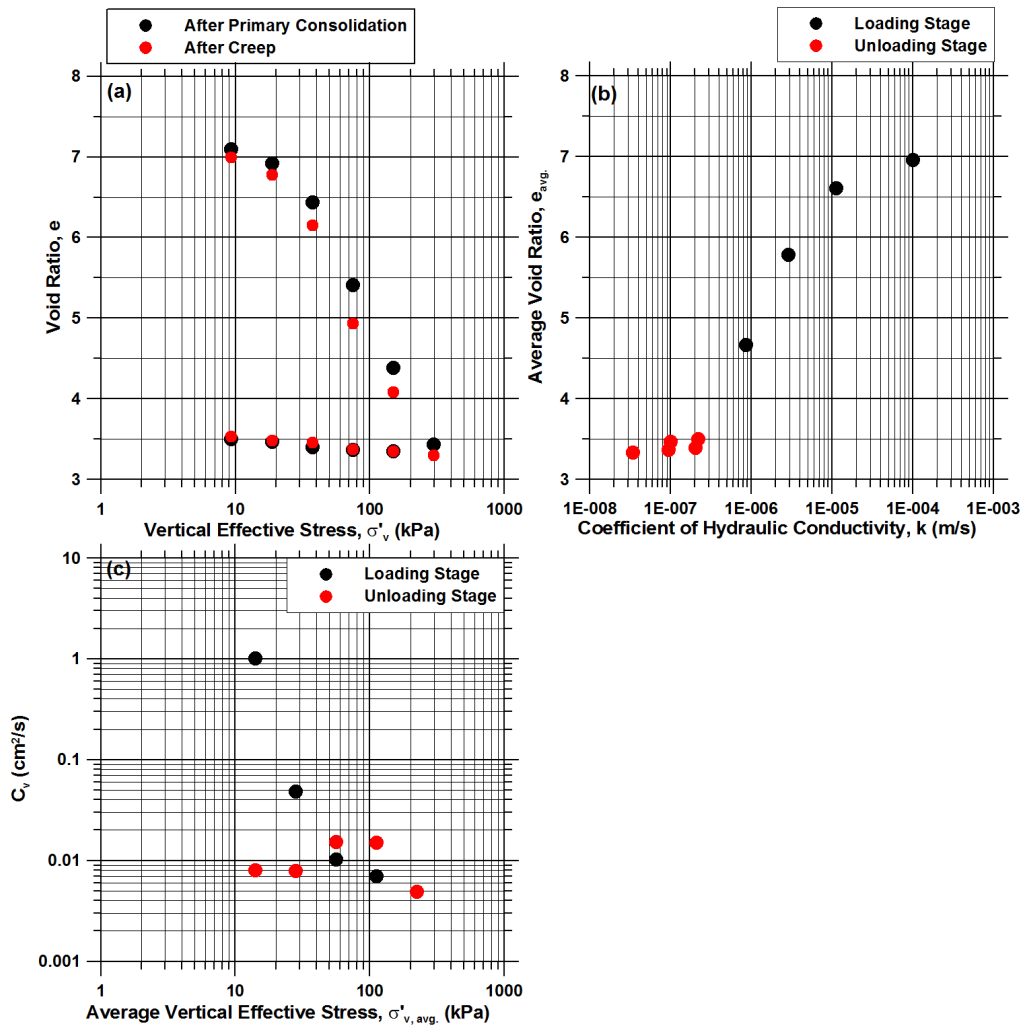 After Primary Consolidation
After Creep
(a)
8
7
6
5
4
3
Void Ratio, e
1
10
100
1000
Vertical Effective Stress, σ'v (kPa)
Loading Stage
Unloading Stage
(b)
8
7
6
5
4
3
Average Void Ratio, eavg.
1E-008
1E-007
1E-006
1E-005
1E-004
1E-003
Coefficient of Hydraulic Conductivity, k (m/s)
(c)
Loading Stage
Unloading Stage
10
1
0.1
0.01
0.001
Cv (cm²/s)
1
10
100
1000
Average Vertical Effective Stress, σ'v, avg. (kPa)